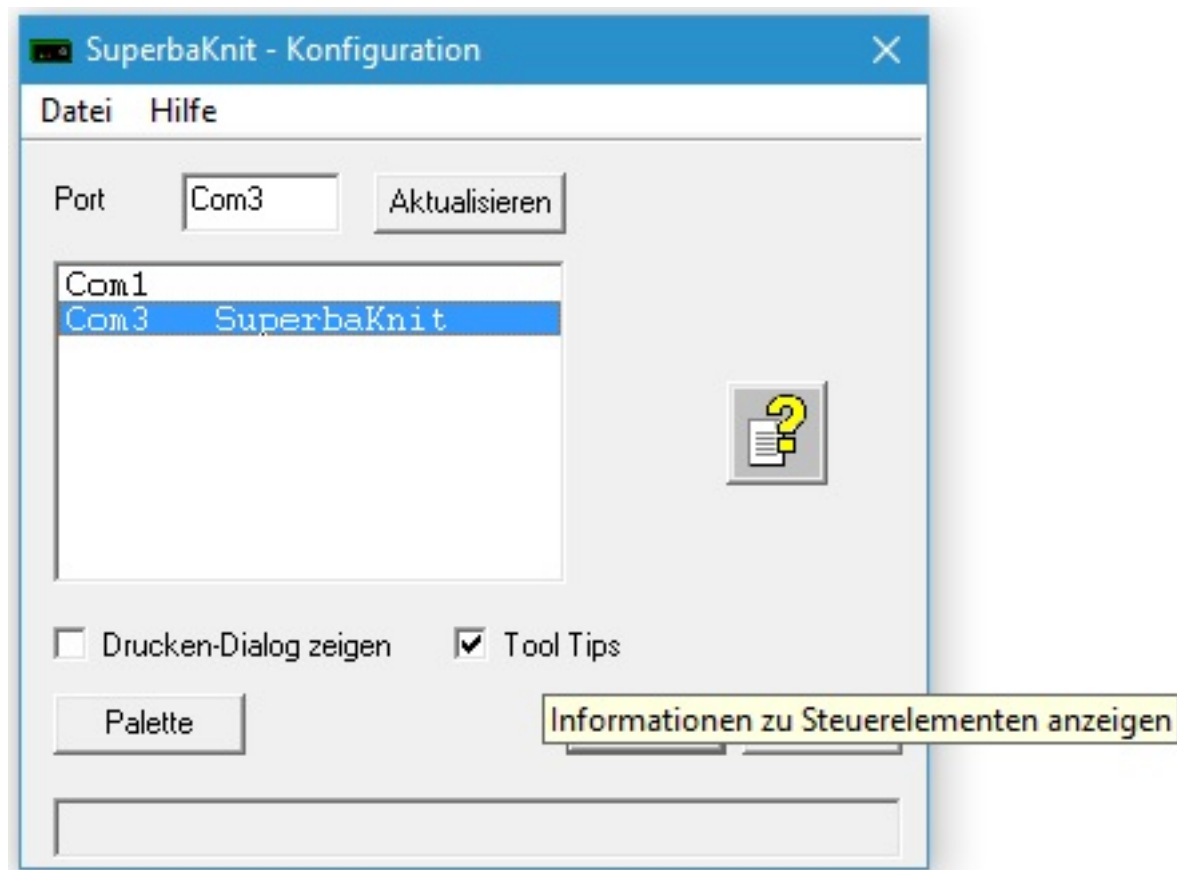 SuperbaKnit - Konfiguration
Datei Hilfe
Port Com3 Aktualisieren
Com1
Com3 SuperbaKnit
Drucken-Dialog zeigen Tool Tips
Palette Informationen zu Steuerelementen anzeigen